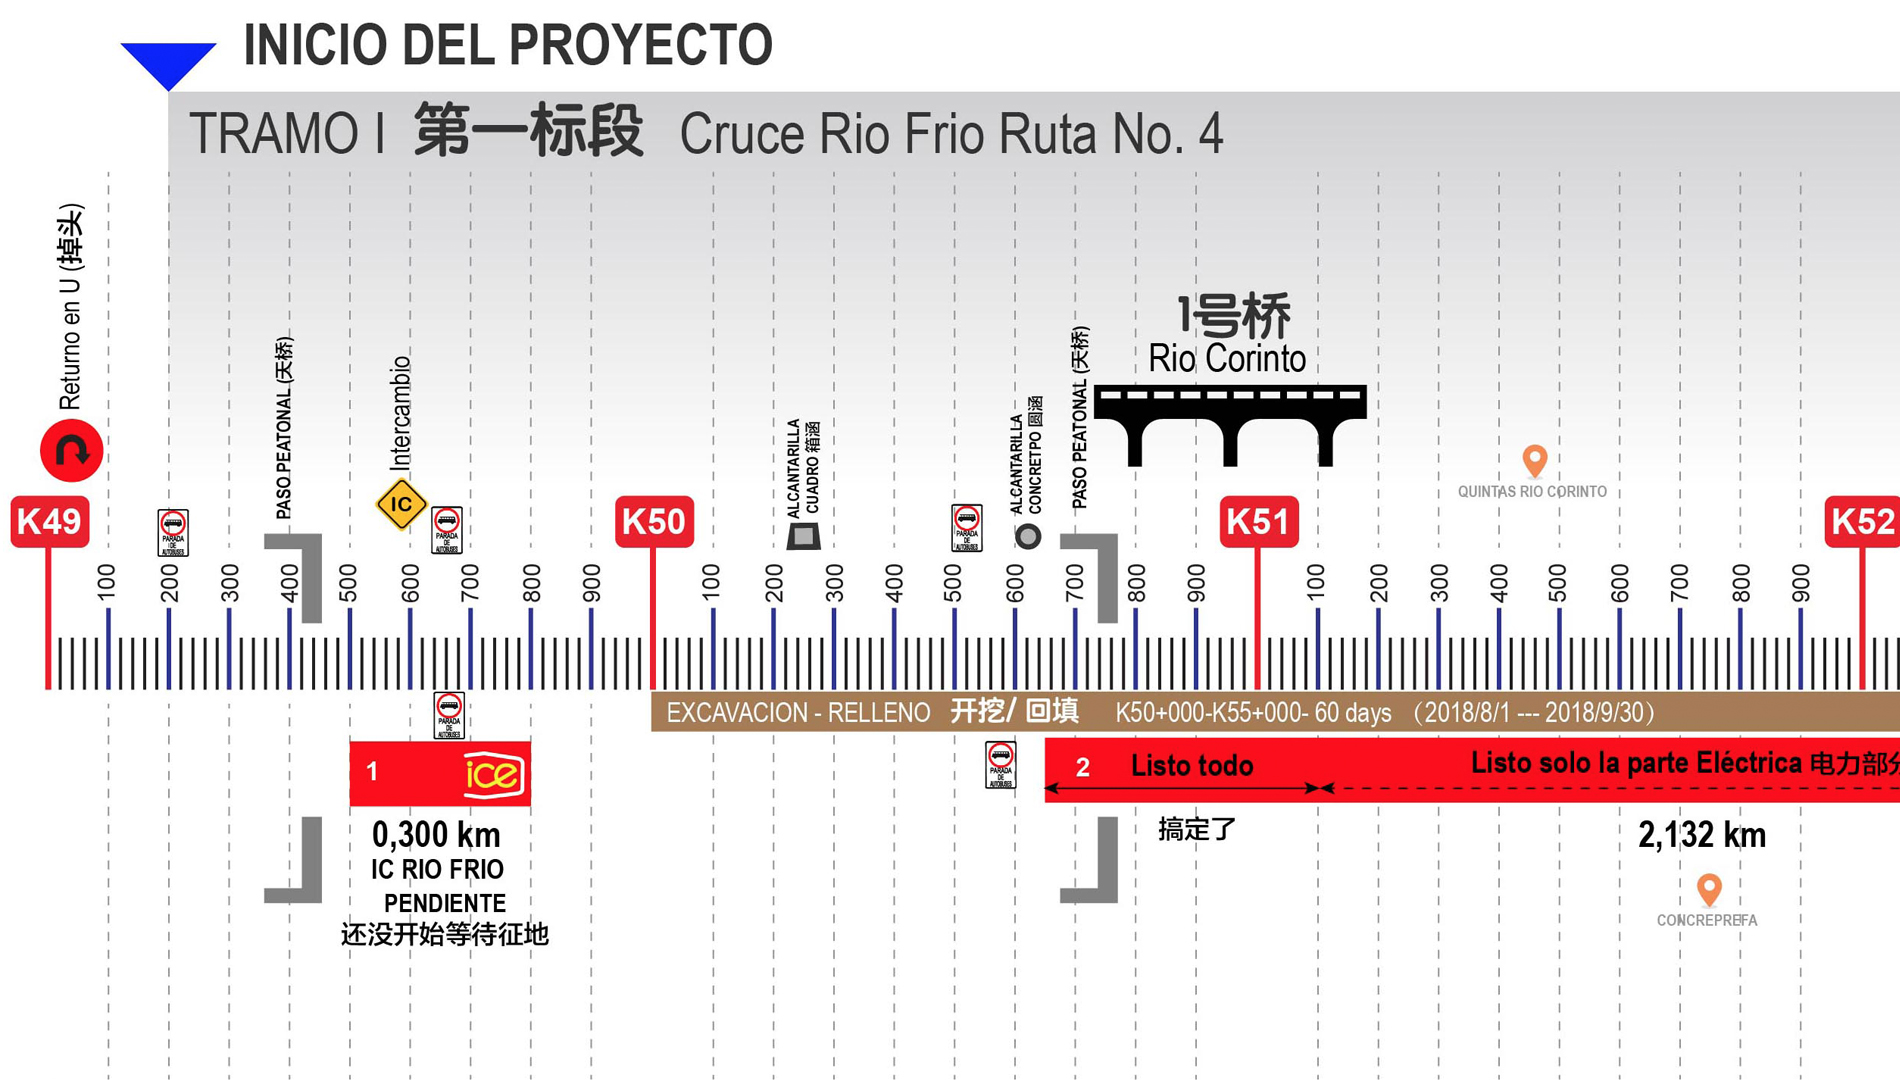 INICIO DEL PROYECTO
TRAMO I 第一标段 Cruce Rio Frio Ruta No. 4
Returno en U (掉头)
PASO.PEATONAL (天桥)
Intercambio
IC
ALCANTARILLA
CUADRO 箱涵
ALCANTARILLA
CONCRETPO 圆涵
PASO PEATONAL (天桥)
1号桥
Rio Corinto
QUINTAS RIO CORINTO
K49
K50
K51
K52
PARADA
DE
AUTOBUSES
PARADA
DE
AUTOBUSES
PARADA
DE
AUTOBUSES
100 200 300 400 500 600 700 800 900
100 200 300 400 500 600 700 800 900
100 200 300 400 500 600 700 800 900
PARADA
DE
AUTOBUSES
EXCAVACION - RELLENO 开挖/ 回填 K50+000-K55+000- 60 days （2018/8/1 --- 2018/9/30）
1 ice
PARADA
DE
AUTOBUSES
2 Listo todo
Listo solo la parte Eléctrica 电力部分
0,300 km
IC RIO FRIO
PENDIENTE
还没开始等待征地
搞定了
2,132 km
CONCREPREFA